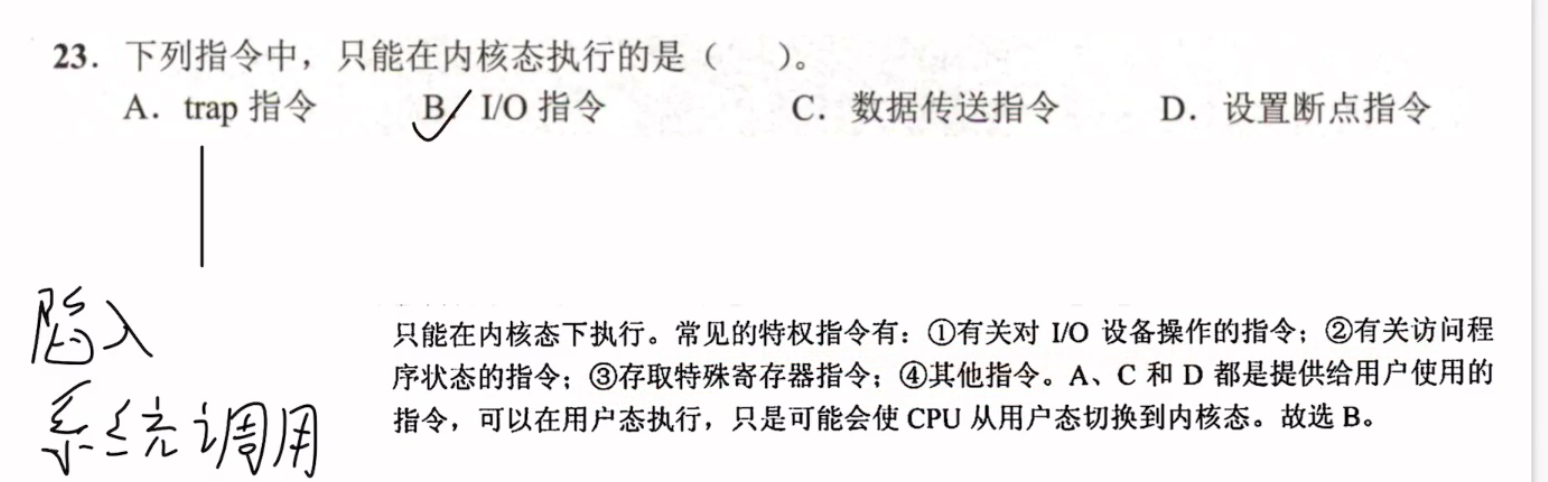 23. 下列指令中，只能在内核态执行的是（　　）。
A. trap 指令　B. I/O 指令　C. 数据传送指令　D. 设置断点指令
陷入
系统调用
只能在内核态下执行。常见的特权指令有：①有关对 I/O 设备操作的指令；②有关访问程
序状态的指令；③存取特殊寄存器指令；④其他指令。A、C 和 D 都是提供给用户使用的
指令，可以在用户态执行，只是可能会使 CPU 从用户态切换到内核态。故选 B。